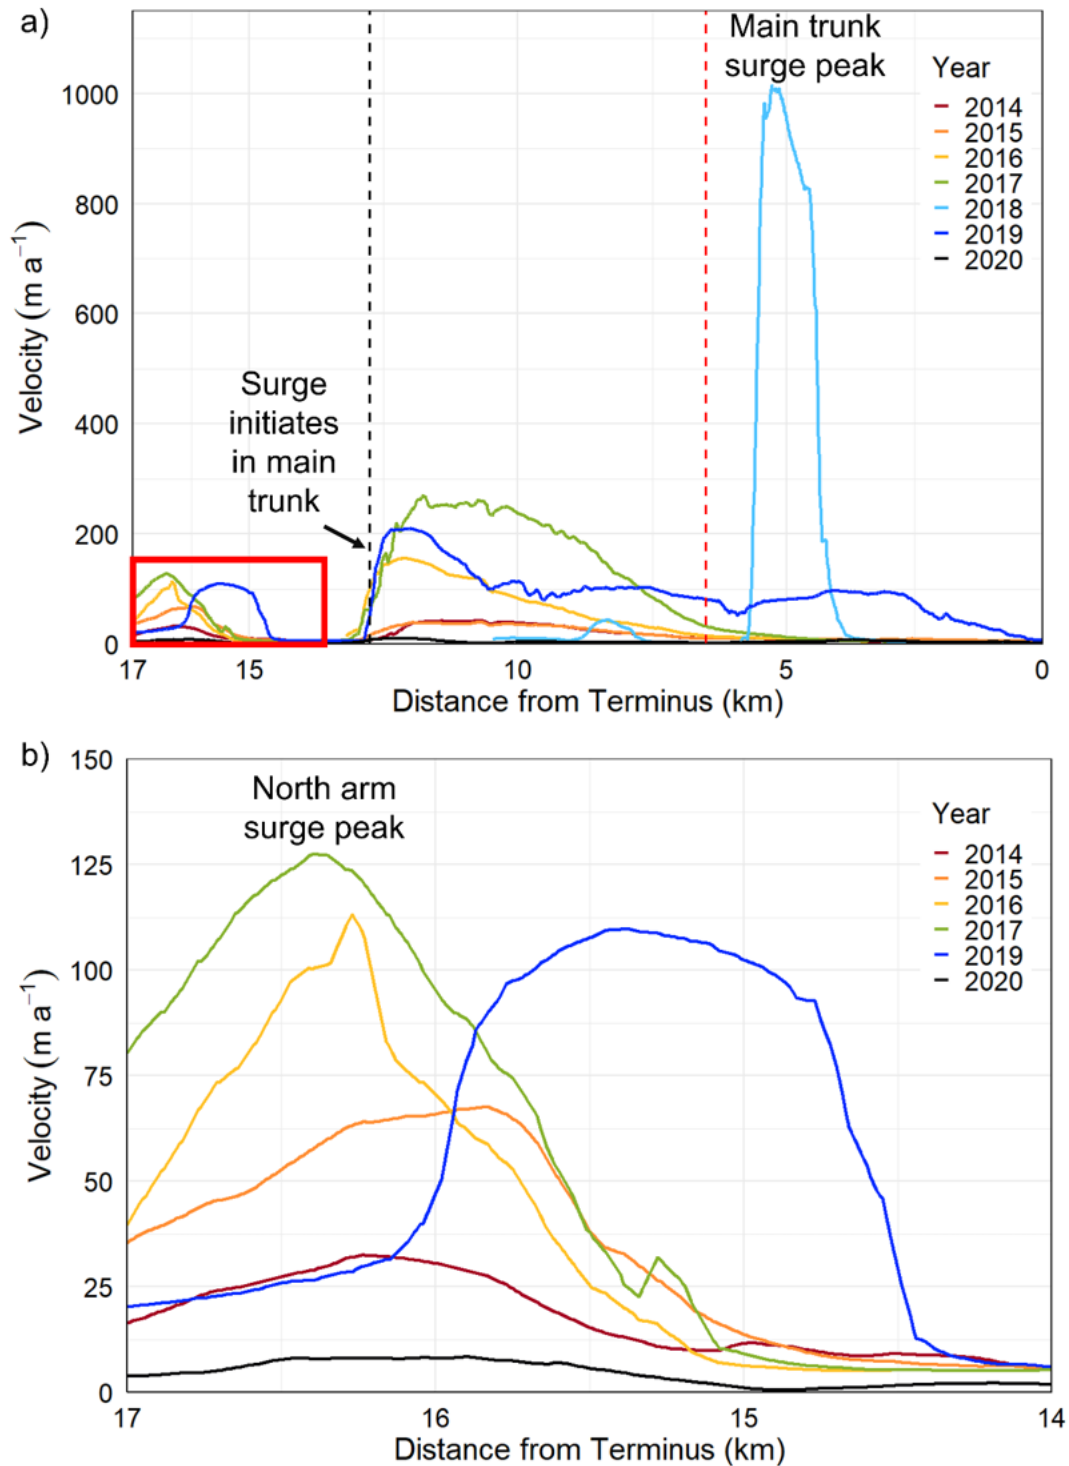 a)
Main trunk
surge peak
Year
2014
2015
2016
2017
2018
2019
2020
Surge
initiates
in main
trunk
Velocity (m a⁻¹)
1000
800
600
400
200
0
17 15 10 5 0
Distance from Terminus (km)
b)
North arm
surge peak
Year
2014
2015
2016
2017
2019
2020
Velocity (m a⁻¹)
150
125
100
75
50
25
0
17 16 15 14
Distance from Terminus (km)